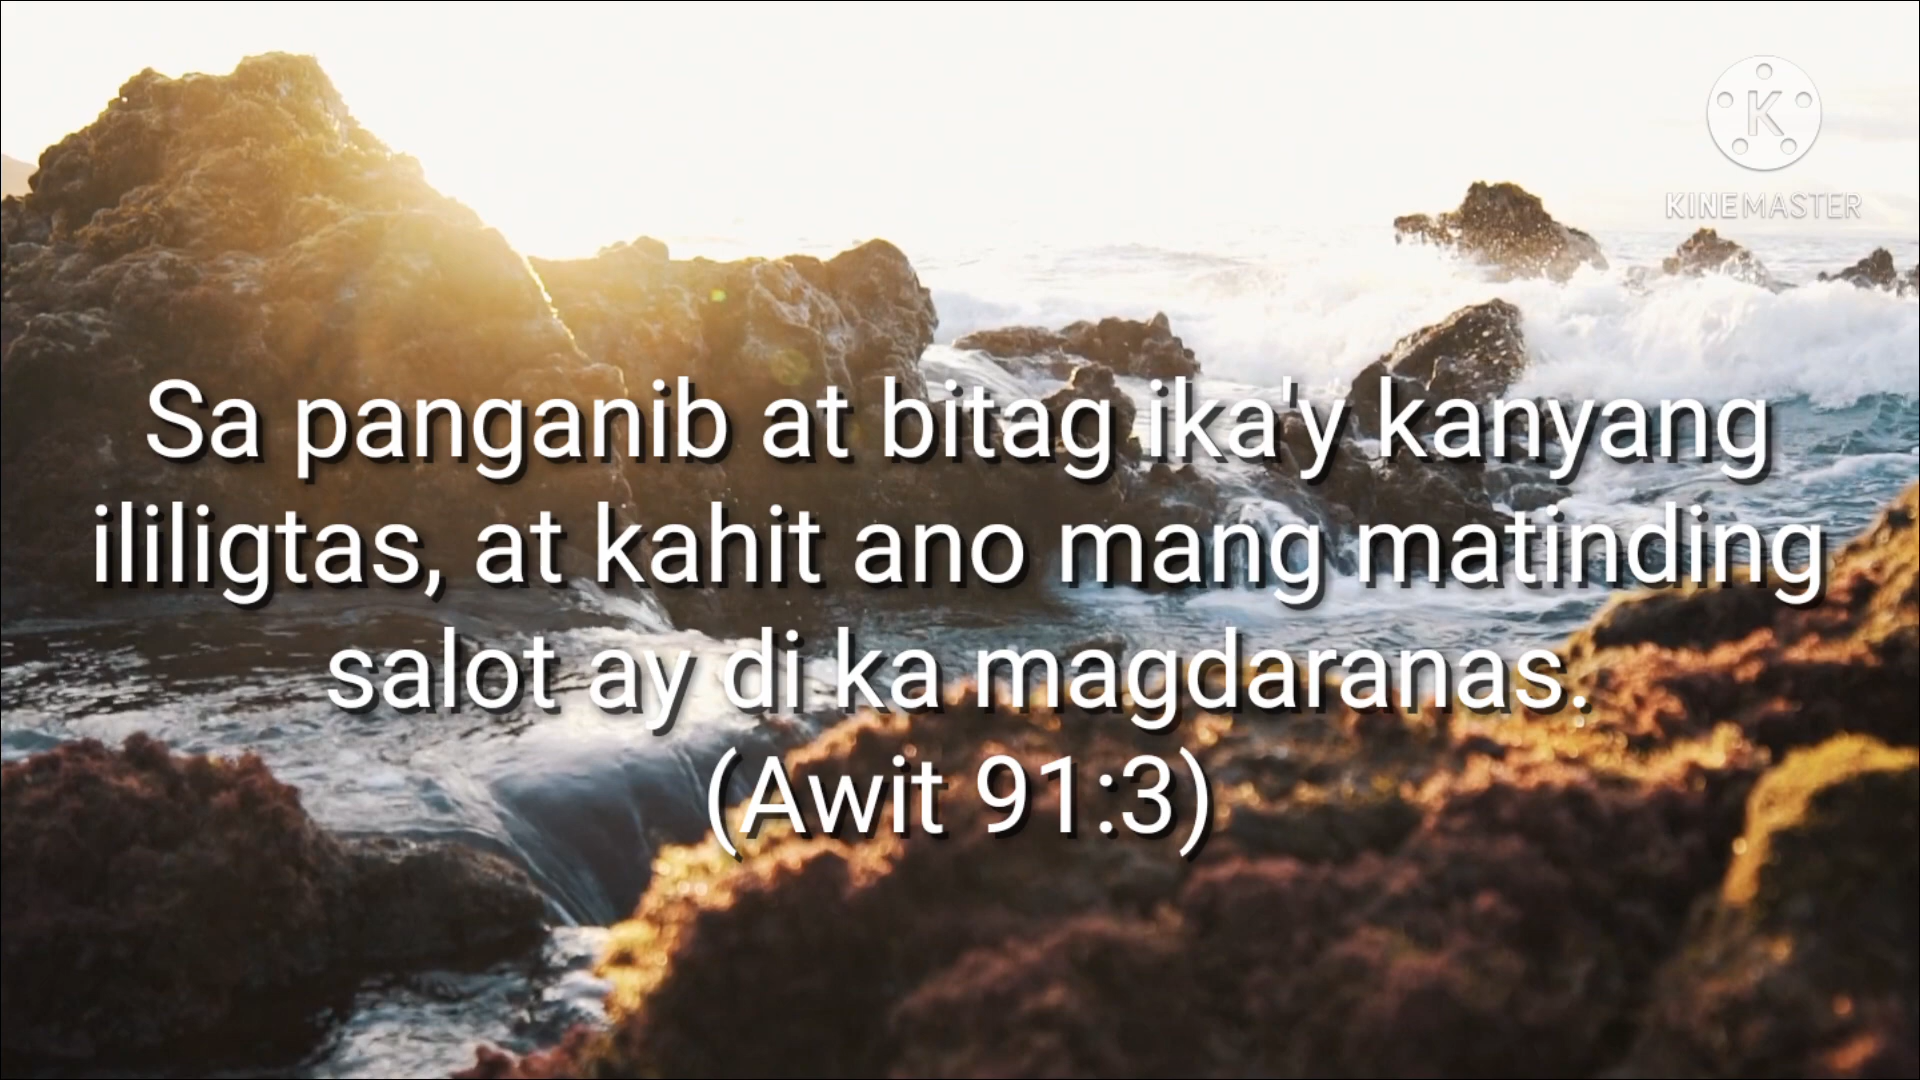 KINEMASTER
Sa panganib at bitag ika'y kanyang
ililigtas, at kahit ano mang matinding
salot ay di ka magdaranas.
(Awit 91:3)